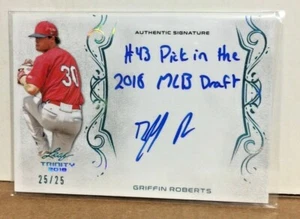 AUTHENTIC SIGNATURE
#43 Pick in the
2018 MLB Draft
30
Leaf
TRINITY
2018
25/25
GRIFFIN ROBERTS